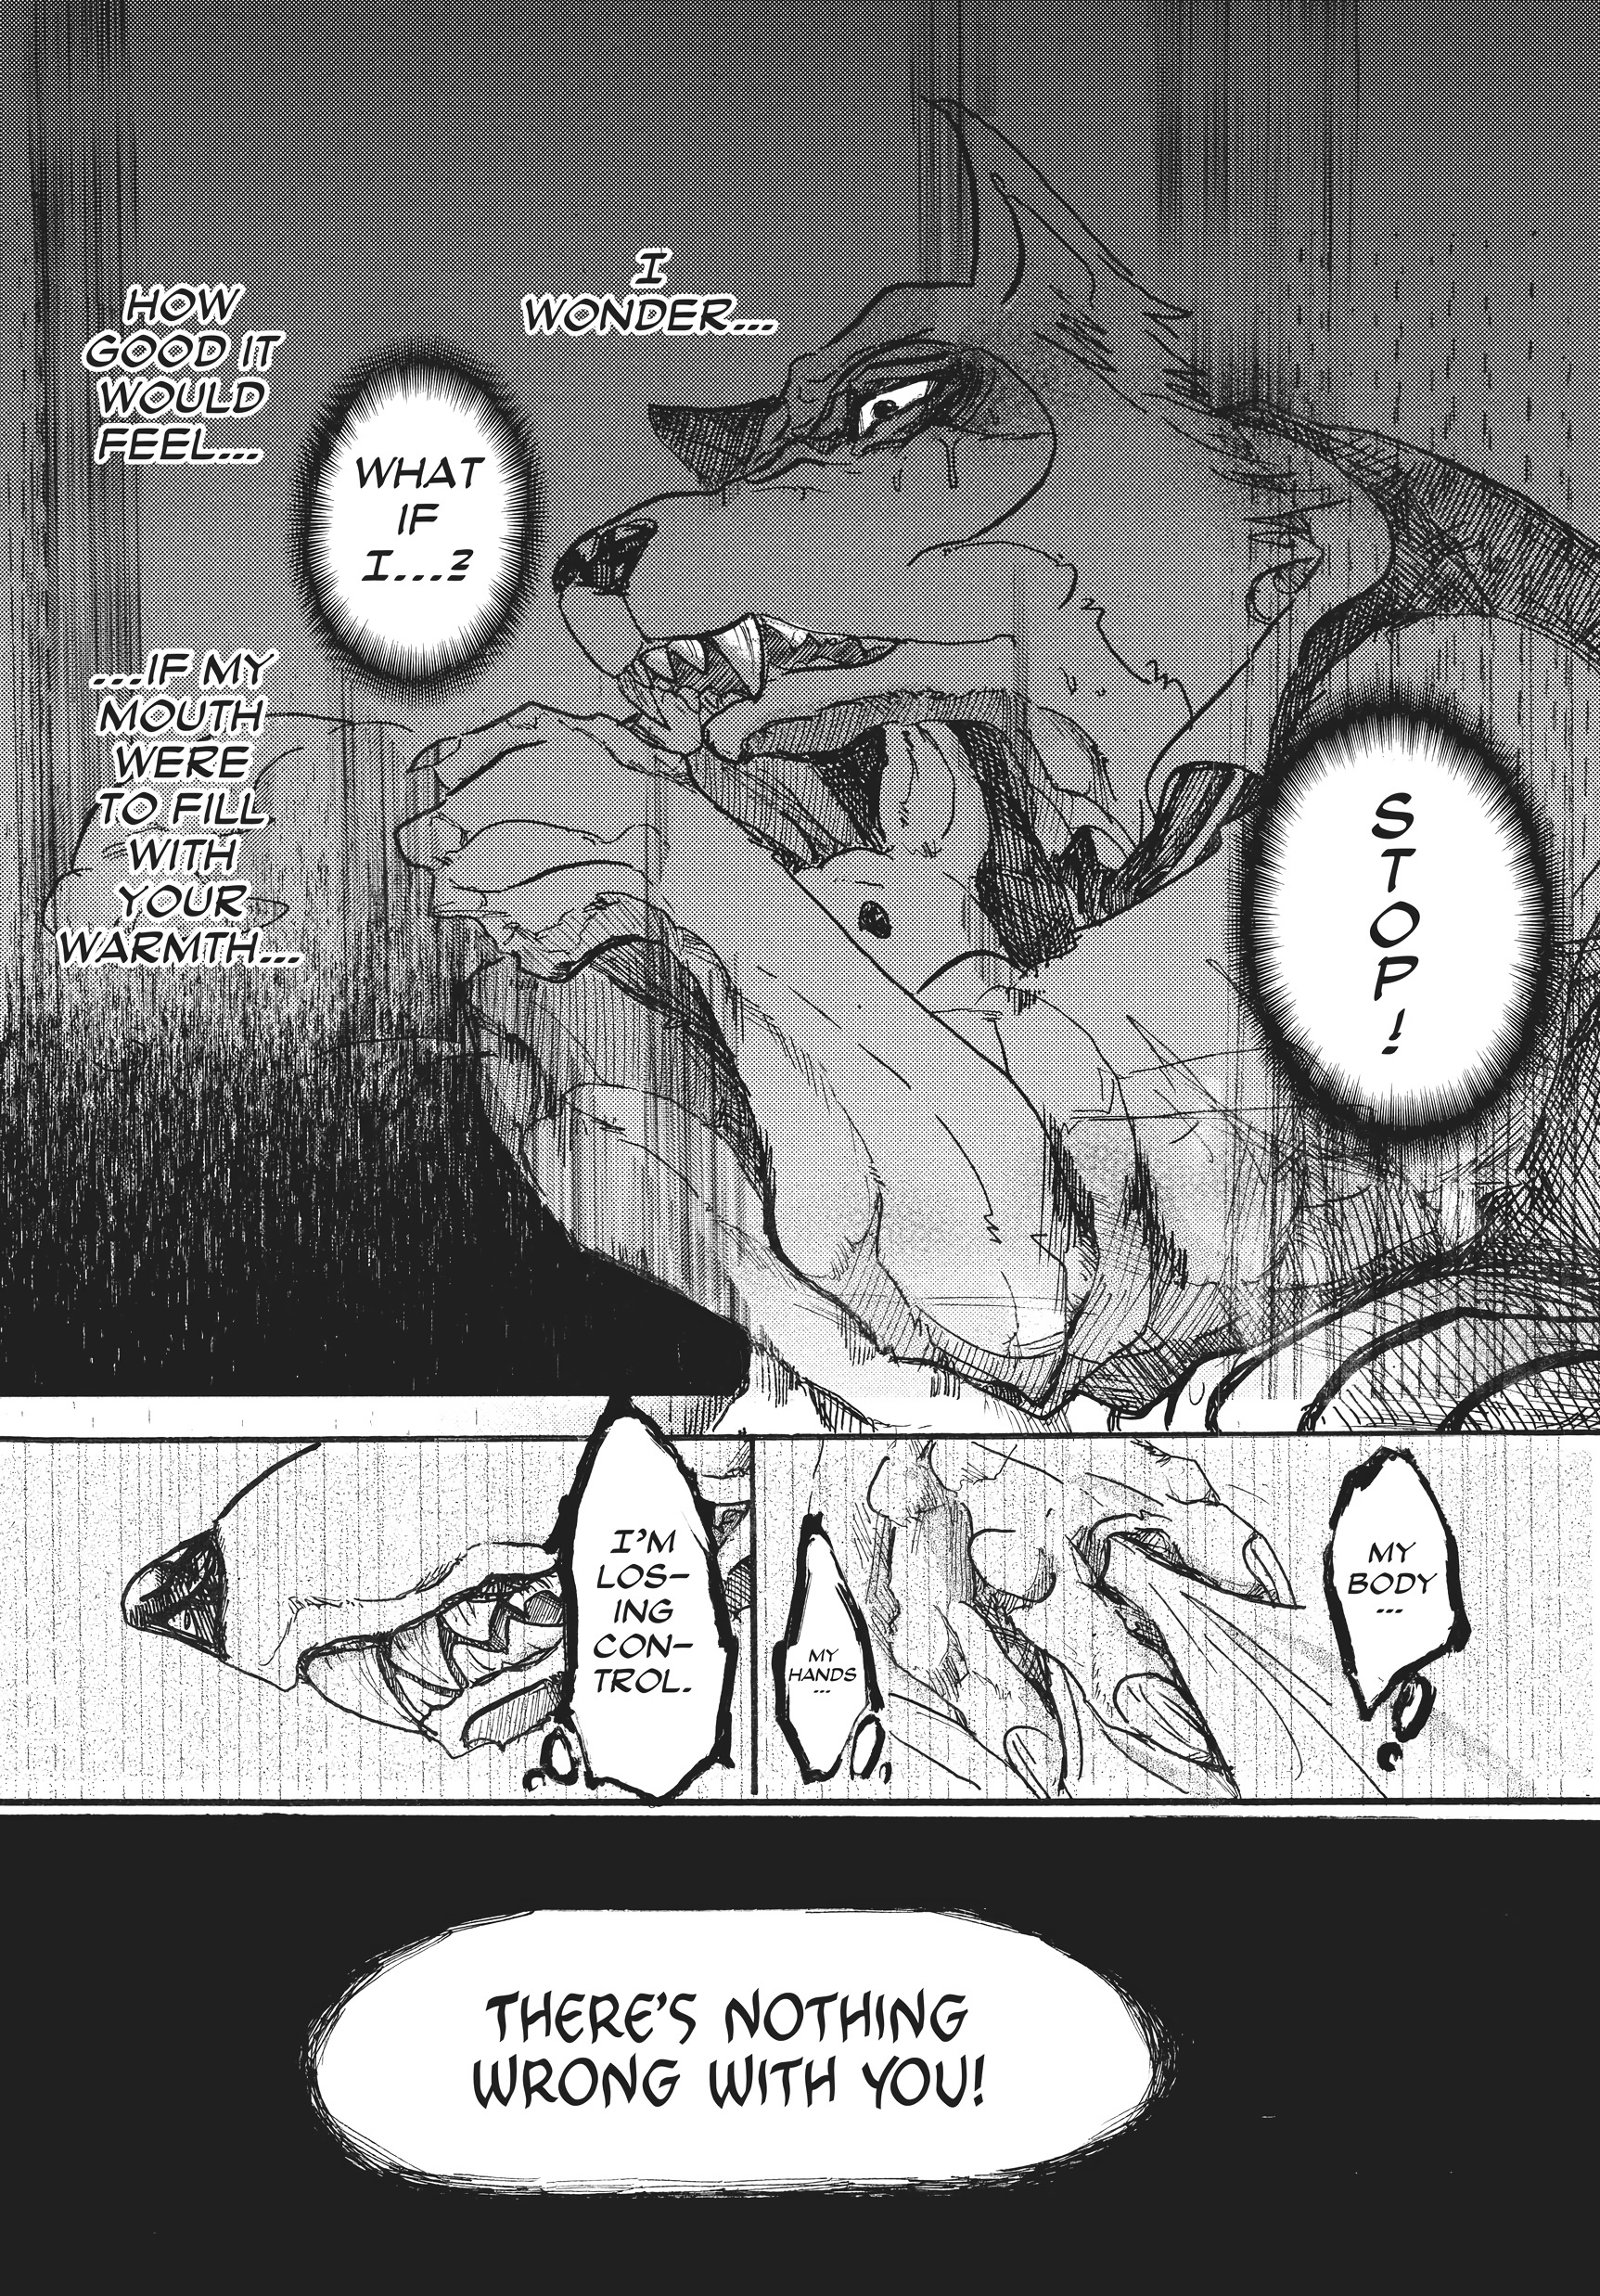 STOP!
I
WONDER...
WHAT
IF
I...?
HOW
GOOD IT
WOULD
FEEL...
...IF MY
MOUTH
WERE
TO FILL
WITH
YOUR
WARMTH...
MY
BODY
...
MY
HANDS
...
I'M
LOS-
ING
CON-
TROL.
THERE'S NOTHING
WRONG WITH YOU!